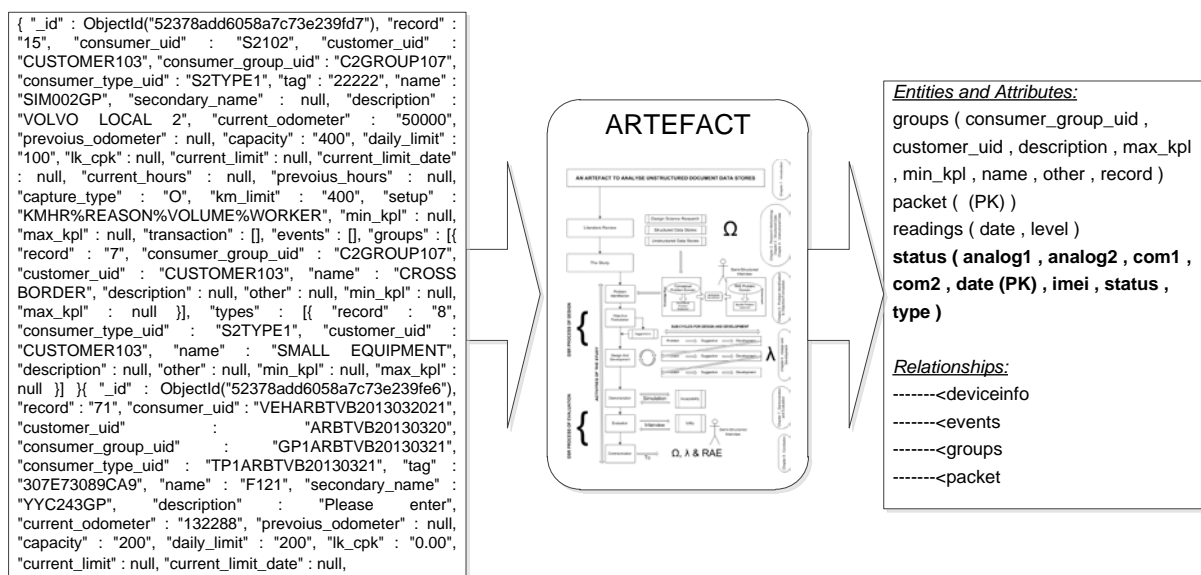 { "_id" : ObjectId("52378add6058a7c73e239fd7"), "record" :
"15", "consumer_uid" : "S2102", "customer_uid" :
"CUSTOMER103", "consumer_group_uid" : "C2GROUP107",
"consumer_type_uid" : "S2TYPE1", "tag" : "22222", "name" :
"SIM002GP", "secondary_name" : null, "description" :
"VOLVO LOCAL 2", "current_odometer" : "50000",
"prevoius_odometer" : null, "capacity" : "400", "daily_limit" :
"100", "lk_cpk" : null, "current_limit" : null, "current_limit_date"
: null, "current_hours" : null, "prevoius_hours" : null,
"capture_type" : "O", "km_limit" : "400", "setup" :
"KMHR%REASON%VOLUME%WORKER", "min_kpl" : null,
"max_kpl" : null, "transaction" : [], "events" : [], "groups" : [{
"record" : "7", "consumer_group_uid" : "C2GROUP107",
"customer_uid" : "CUSTOMER103", "name" : "CROSS
BORDER", "description" : null, "other" : null, "min_kpl" : null,
"max_kpl" : null }], "types" : [{ "record" : "8",
"consumer_type_uid" : "S2TYPE1", "customer_uid" :
"CUSTOMER103", "name" : "SMALL EQUIPMENT",
"description" : null, "other" : null, "min_kpl" : null, "max_kpl" :
null }] }{ "_id" : ObjectId("52378add6058a7c73e239fe6"),
"record" : "71", "consumer_uid" : "VEHARBTVB2013032021",
"customer_uid" : "ARBTVB20130320",
"consumer_group_uid" : "GP1ARBTVB20130321",
"consumer_type_uid" : "TP1ARBTVB20130321", "tag" :
"307E73089CA9", "name" : "F121", "secondary_name" :
"YYC243GP", "description" : "Please enter",
"current_odometer" : "132288", "prevoius_odometer" : null,
"capacity" : "200", "daily_limit" : "200", "lk_cpk" : "0.00",
"current_limit" : null, "current_limit_date" : null,
ARTEFACT
AN ARTEFACT TO ANALYSE UNSTRUCTURED DOCUMENT DATA STORES
Literature Review
Design Science Research
Structured Data Stores
Unstructured Data Stores
Ω
The Study
λ
Simulation
Interview
Ω, λ & RAE
Entities and Attributes:
groups ( consumer_group_uid ,
customer_uid , description , max_kpl
, min_kpl , name , other , record )
packet ( (PK) )
readings ( date , level )
status ( analog1 , analog2 , com1 ,
com2 , date (PK) , imei , status ,
type )
Relationships:
-------<deviceinfo
-------<events
-------<groups
-------<packet